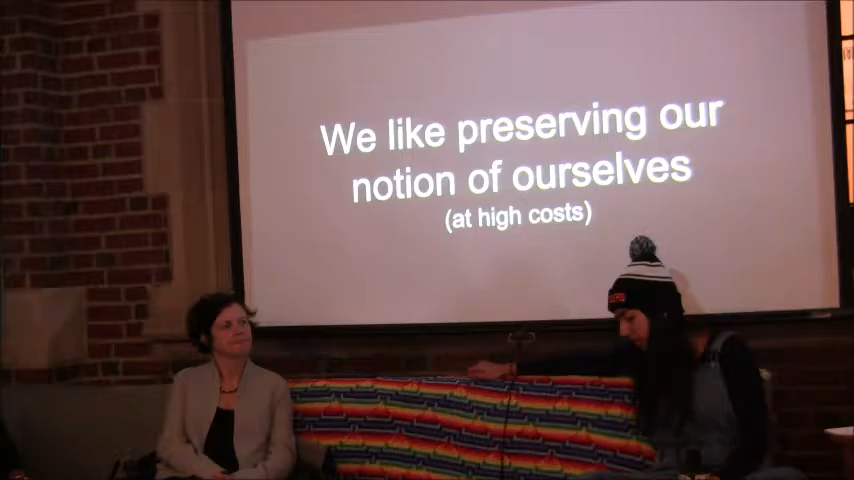 We like preserving our
notion of ourselves
(at high costs)